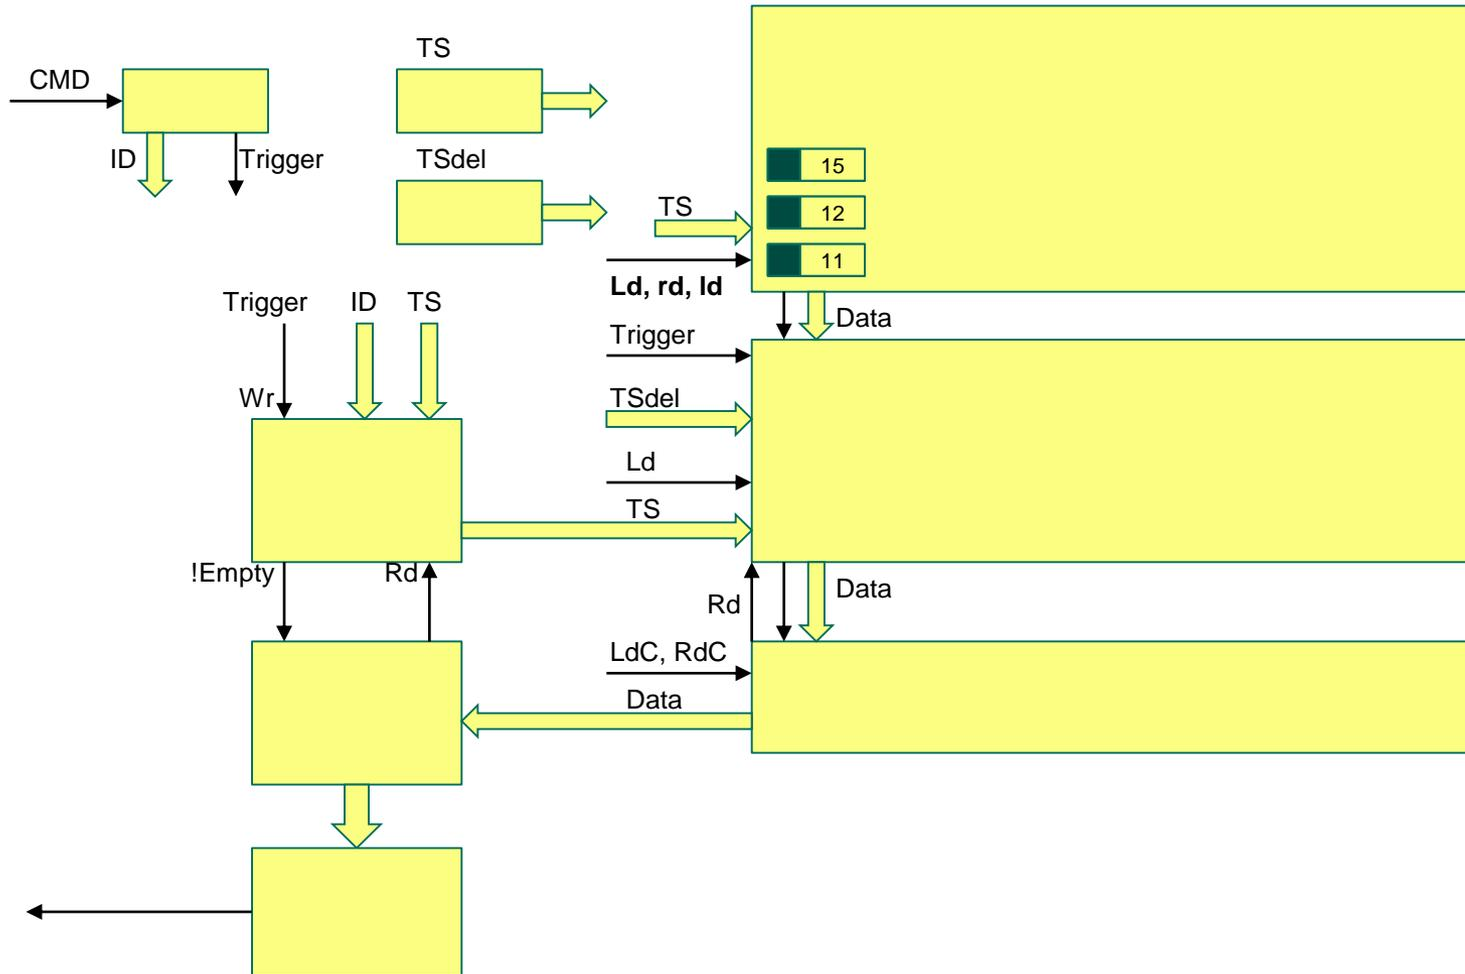 TS
CMD
ID
Trigger
TSdel
15
12
11
TS
Ld, rd, ld
Data
Trigger
ID
TS
Trigger
Wr
TSdel
Ld
TS
!Empty
Rd
Data
Rd
LdC, RdC
Data